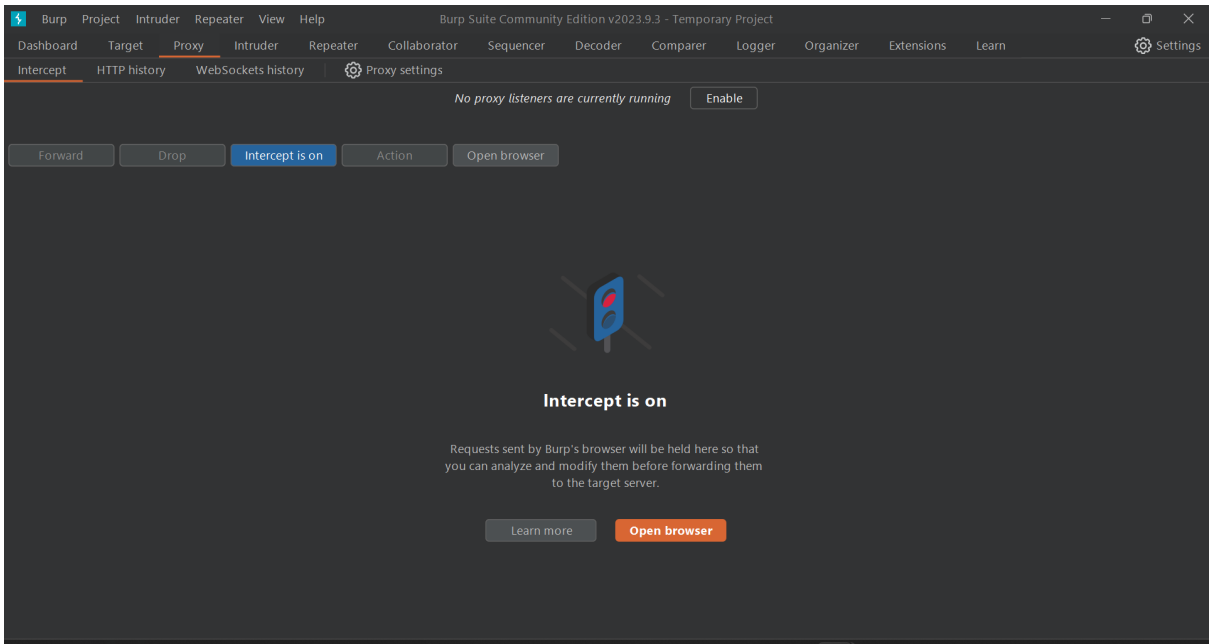 Burp Project Intruder Repeater View Help Burp Suite Community Edition v2023.9.3 - Temporary Project
Dashboard Target Proxy Intruder Repeater Collaborator Sequencer Decoder Comparer Logger Organizer Extensions Learn Settings
Intercept HTTP history WebSockets history Proxy settings
No proxy listeners are currently running Enable
Forward Drop Intercept is on Action Open browser
Intercept is on
Requests sent by Burp's browser will be held here so that
you can analyze and modify them before forwarding them
to the target server.
Learn more Open browser